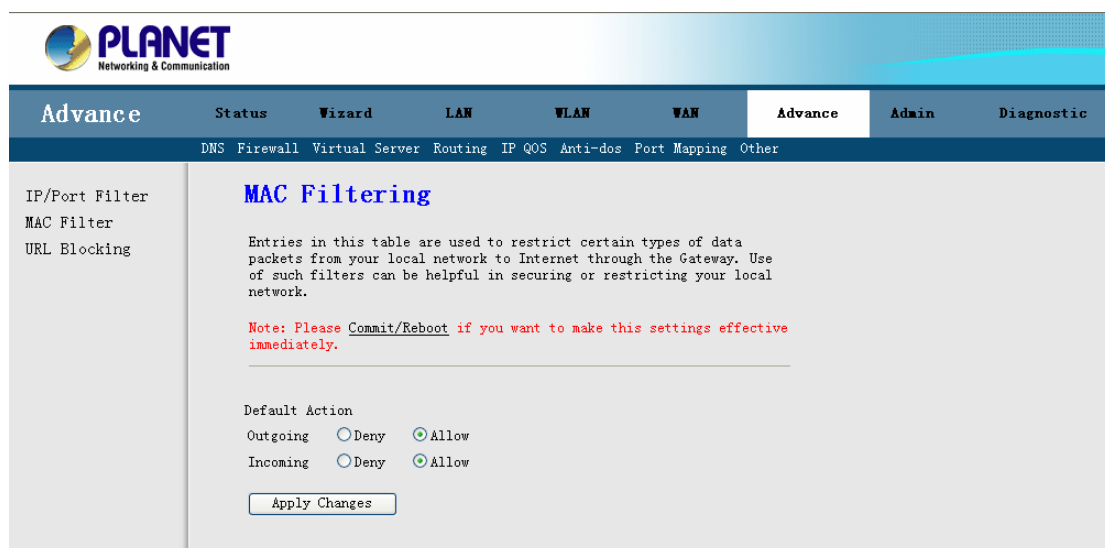 PLANET
Networking & Communication
Advance Status Wizard LAN WLAN WAN Advance Admin Diagnostic
DNS Firewall Virtual Server Routing IP QOS Anti-dos Port Mapping Other
IP/Port Filter
MAC Filter
URL Blocking
MAC Filtering
Entries in this table are used to restrict certain types of data
packets from your local network to Internet through the Gateway. Use
of such filters can be helpful in securing or restricting your local
network.
Note: Please Commit/Reboot if you want to make this settings effective
immediately.
Default Action
Outgoing Deny Allow
Incoming Deny Allow
Apply Changes